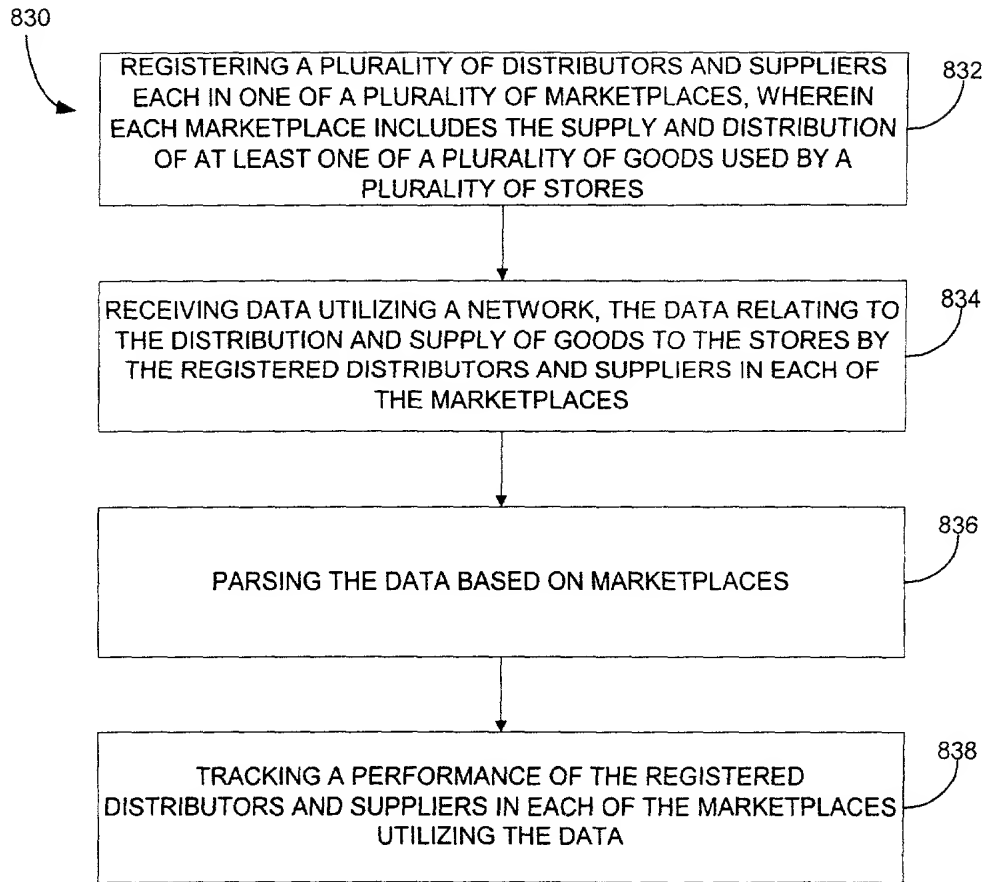 830
REGISTERING A PLURALITY OF DISTRIBUTORS AND SUPPLIERS
EACH IN ONE OF A PLURALITY OF MARKETPLACES, WHEREIN
EACH MARKETPLACE INCLUDES THE SUPPLY AND DISTRIBUTION
OF AT LEAST ONE OF A PLURALITY OF GOODS USED BY A
PLURALITY OF STORES
832
RECEIVING DATA UTILIZING A NETWORK, THE DATA RELATING TO
THE DISTRIBUTION AND SUPPLY OF GOODS TO THE STORES BY
THE REGISTERED DISTRIBUTORS AND SUPPLIERS IN EACH OF
THE MARKETPLACES
834
PARSING THE DATA BASED ON MARKETPLACES
836
TRACKING A PERFORMANCE OF THE REGISTERED
DISTRIBUTORS AND SUPPLIERS IN EACH OF THE MARKETPLACES
UTILIZING THE DATA
838